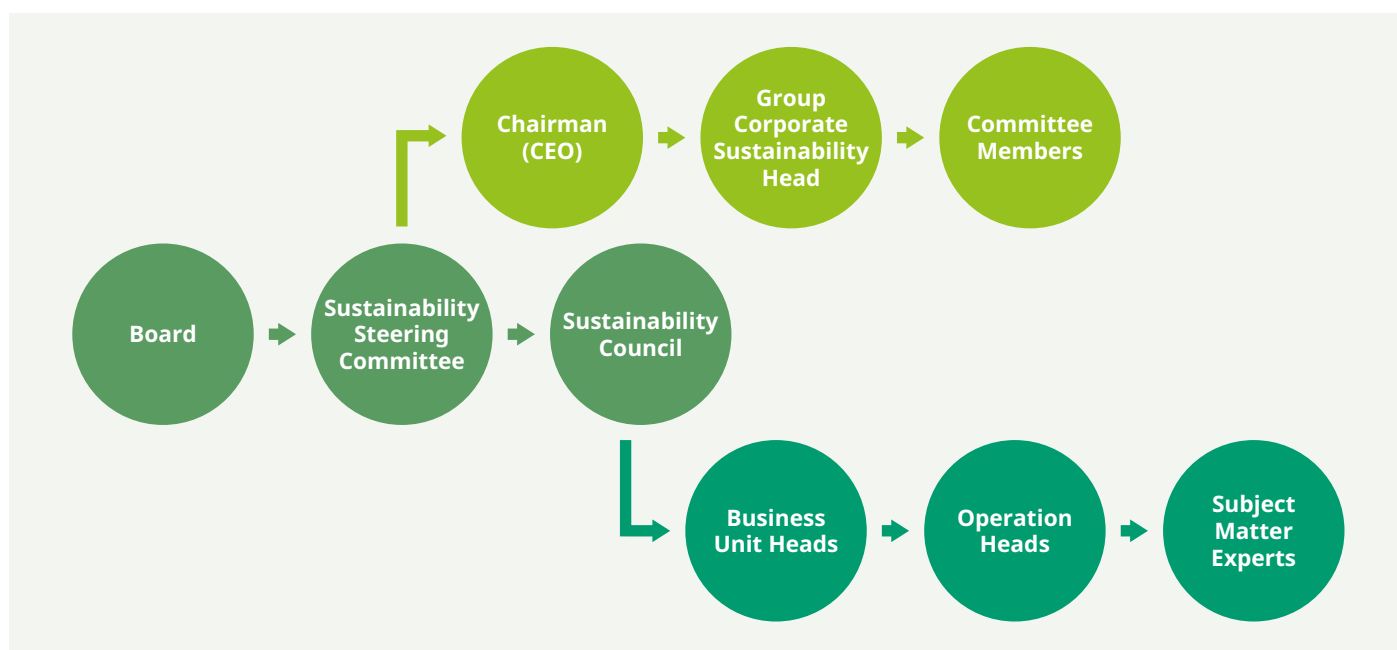 Chairman
(CEO)
Group
Corporate
Sustainability
Head
Committee
Members
Board
Sustainability
Steering
Committee
Sustainability
Council
Business
Unit Heads
Operation
Heads
Subject
Matter
Experts